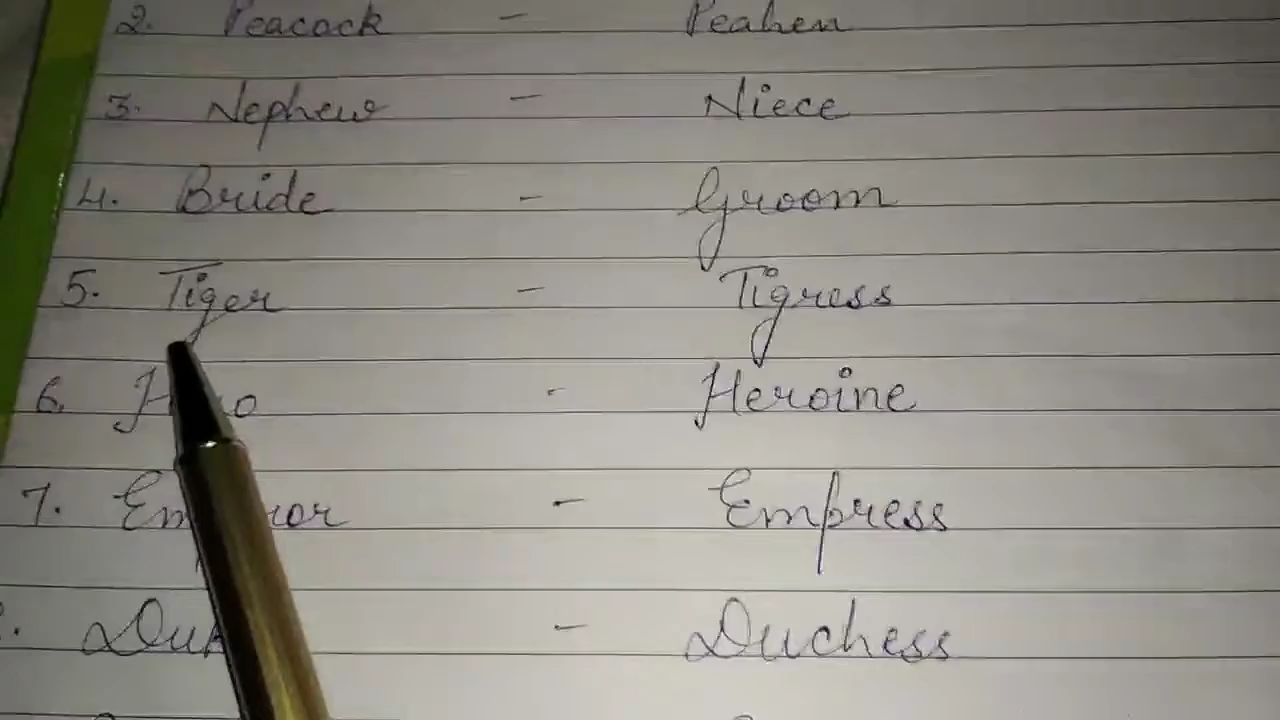 2. Peacock - Peahen
3. Nephew - Niece
4. Bride - Groom
5. Tiger - Tigress
6. - Heroine
7. - Empress
- Duchess